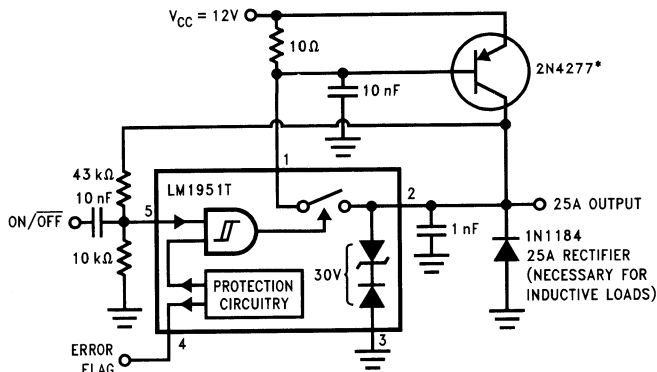 V_CC = 12V
10Ω
2N4277*
10 nF
1
43 kΩ
LM1951T
10 nF
2
25A OUTPUT
ON/O̅F̅F̅
5
1 nF
1N1184
25A RECTIFIER
(NECESSARY FOR
INDUCTIVE LOADS)
10 kΩ
30V
PROTECTION
CIRCUITRY
4
3
ERROR
FLAG